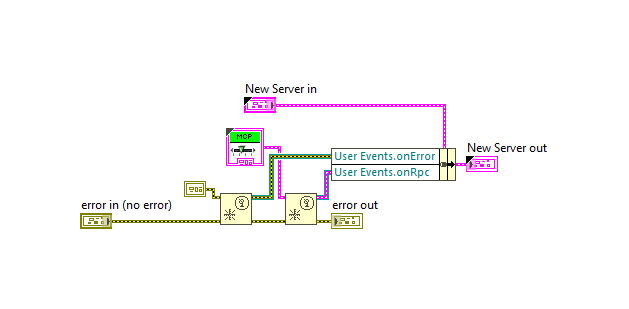 New Server in
MCP
User Events.onError
New Server out
User Events.onRpc
error in (no error)
error out